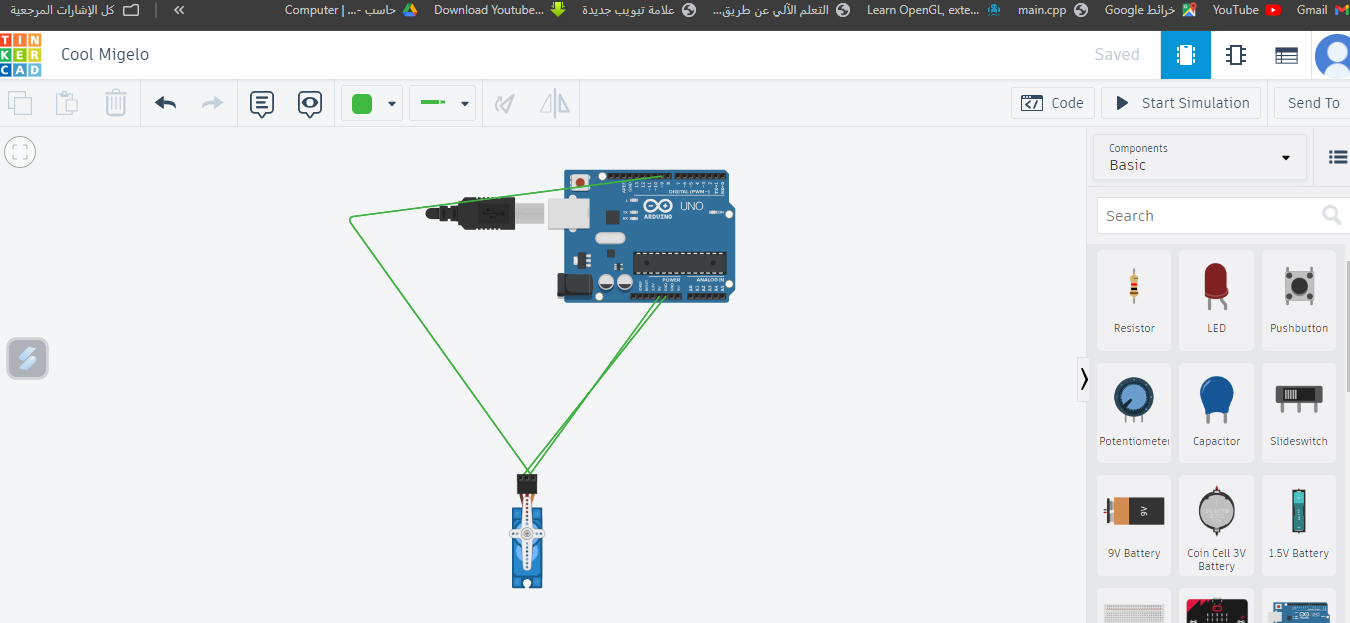 كل الإشارات المرجعية
»
Computer | -... حاسب
Download Youtube...
علامة تبويب جديدة
التعلم الآلي عن طريق...
Learn OpenGL, exte...
main.cpp
خرائط Google
YouTube
Gmail
TIN
KER
CAD
Cool Migelo
Saved
Code
Start Simulation
Send To
Components
Basic
Search
DIGITAL (PWM~)
UNO
ARDUINO
POWER
ANALOG IN
Resistor
LED
Pushbutton
Potentiometer
Capacitor
Slideswitch
9V
9V Battery
Coin Cell 3V
Battery
1.5V Battery